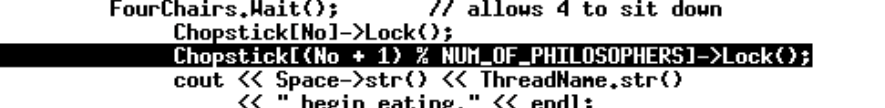 FourChairs.Wait(); // allows 4 to sit down
Chopstick[No]->Lock();
Chopstick[(No + 1) % NUM_OF_PHILOSOPHERS]->Lock();
cout << Space->str() << ThreadName.str()
<< " begin eating." << endl;